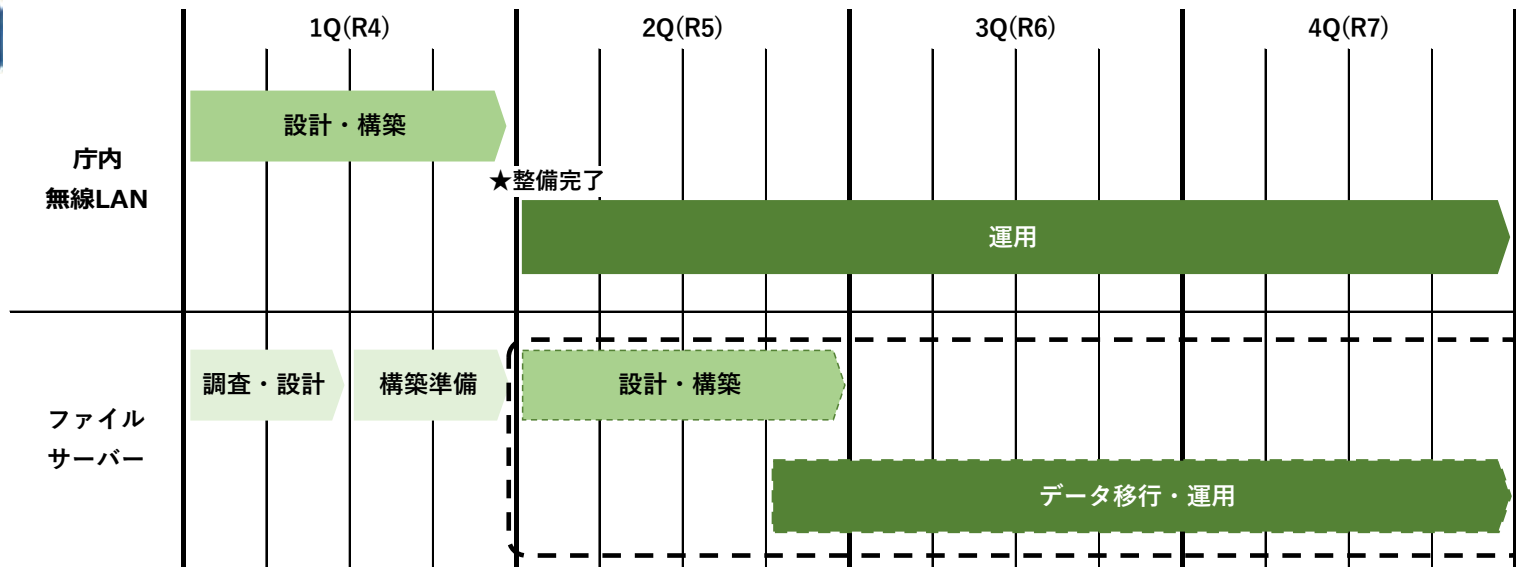 1Q(R4)
2Q(R5)
3Q(R6)
4Q(R7)
設計・構築
庁内
無線LAN
★整備完了
運用
調査・設計
構築準備
設計・構築
ファイル
サーバー
データ移行・運用